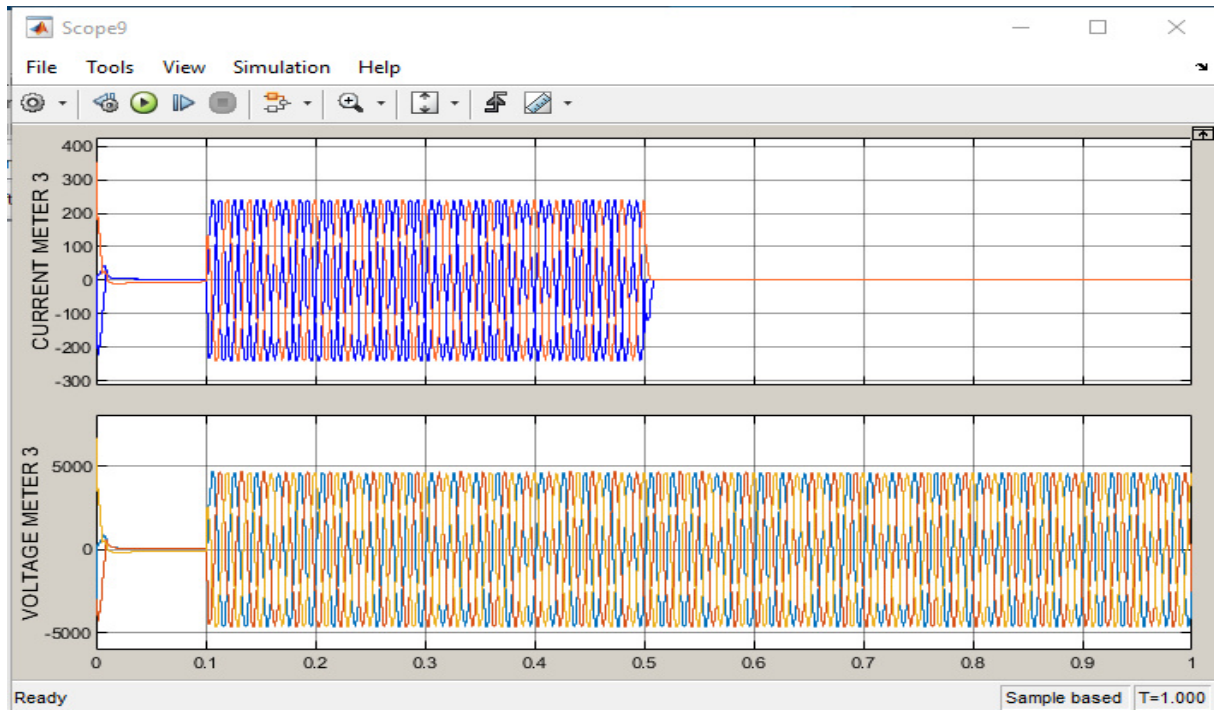 Scope9
File Tools View Simulation Help
CURRENT METER 3
400
300
200
100
0
-100
-200
-300
VOLTAGE METER 3
5000
0
-5000
0 0.1 0.2 0.3 0.4 0.5 0.6 0.7 0.8 0.9 1
Ready Sample based T=1.000